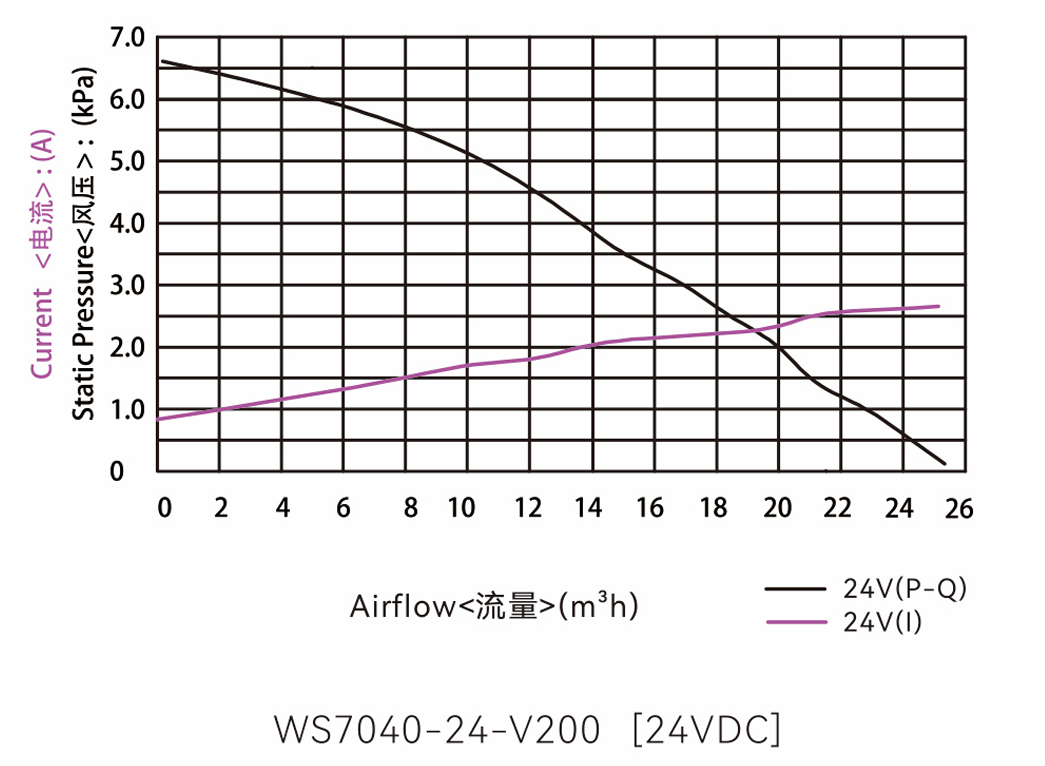 7.0
6.0
5.0
4.0
3.0
2.0
1.0
0
Current <电流>:(A)
Static Pressure<风压>:(kPa)
0 2 4 6 8 10 12 14 16 18 20 22 24 26
Airflow<流量>(m³h)
24V(P-Q)
24V(I)
WS7040-24-V200 [24VDC]